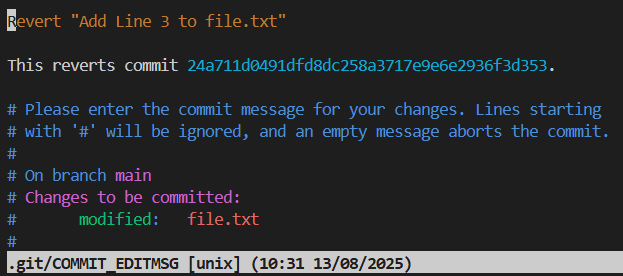 Revert "Add Line 3 to file.txt"
This reverts commit 24a711d0491dfd8dc258a3717e9e6e2936f3d353.
# Please enter the commit message for your changes. Lines starting
# with '#' will be ignored, and an empty message aborts the commit.
#
# On branch main
# Changes to be committed:
#       modified:   file.txt
#
.git/COMMIT_EDITMSG [unix] (10:31 13/08/2025)